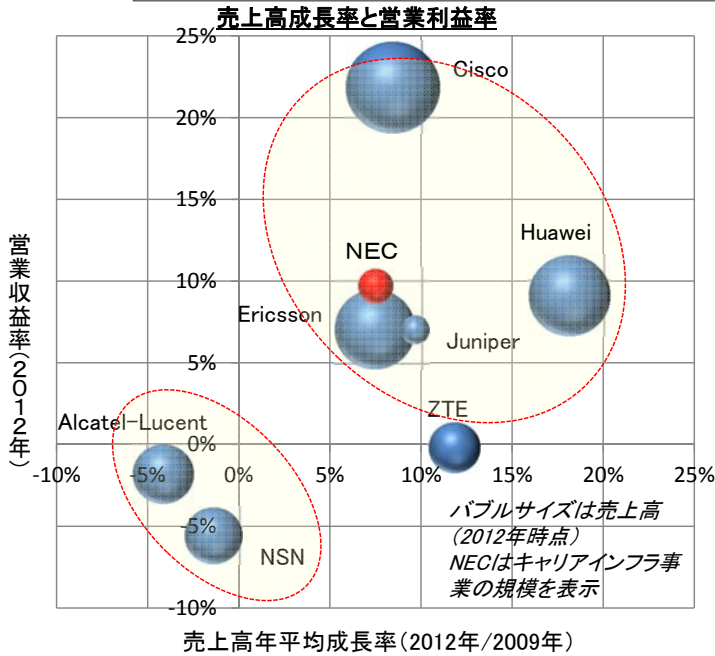 売上高成長率と営業利益率
25%
Cisco
20%
15%
Huawei
NEC
10%
Ericsson
Juniper
5%
ZTE
Alcatel-Lucent
0%
-10%
-5%
0%
5%
10%
15%
20%
25%
-5%
NSN
-10%
バブルサイズは売上高
(2012年時点)
NECはキャリアインフラ事
業の規模を表示
営業収益率(2012年)
売上高年平均成長率(2012年/2009年)